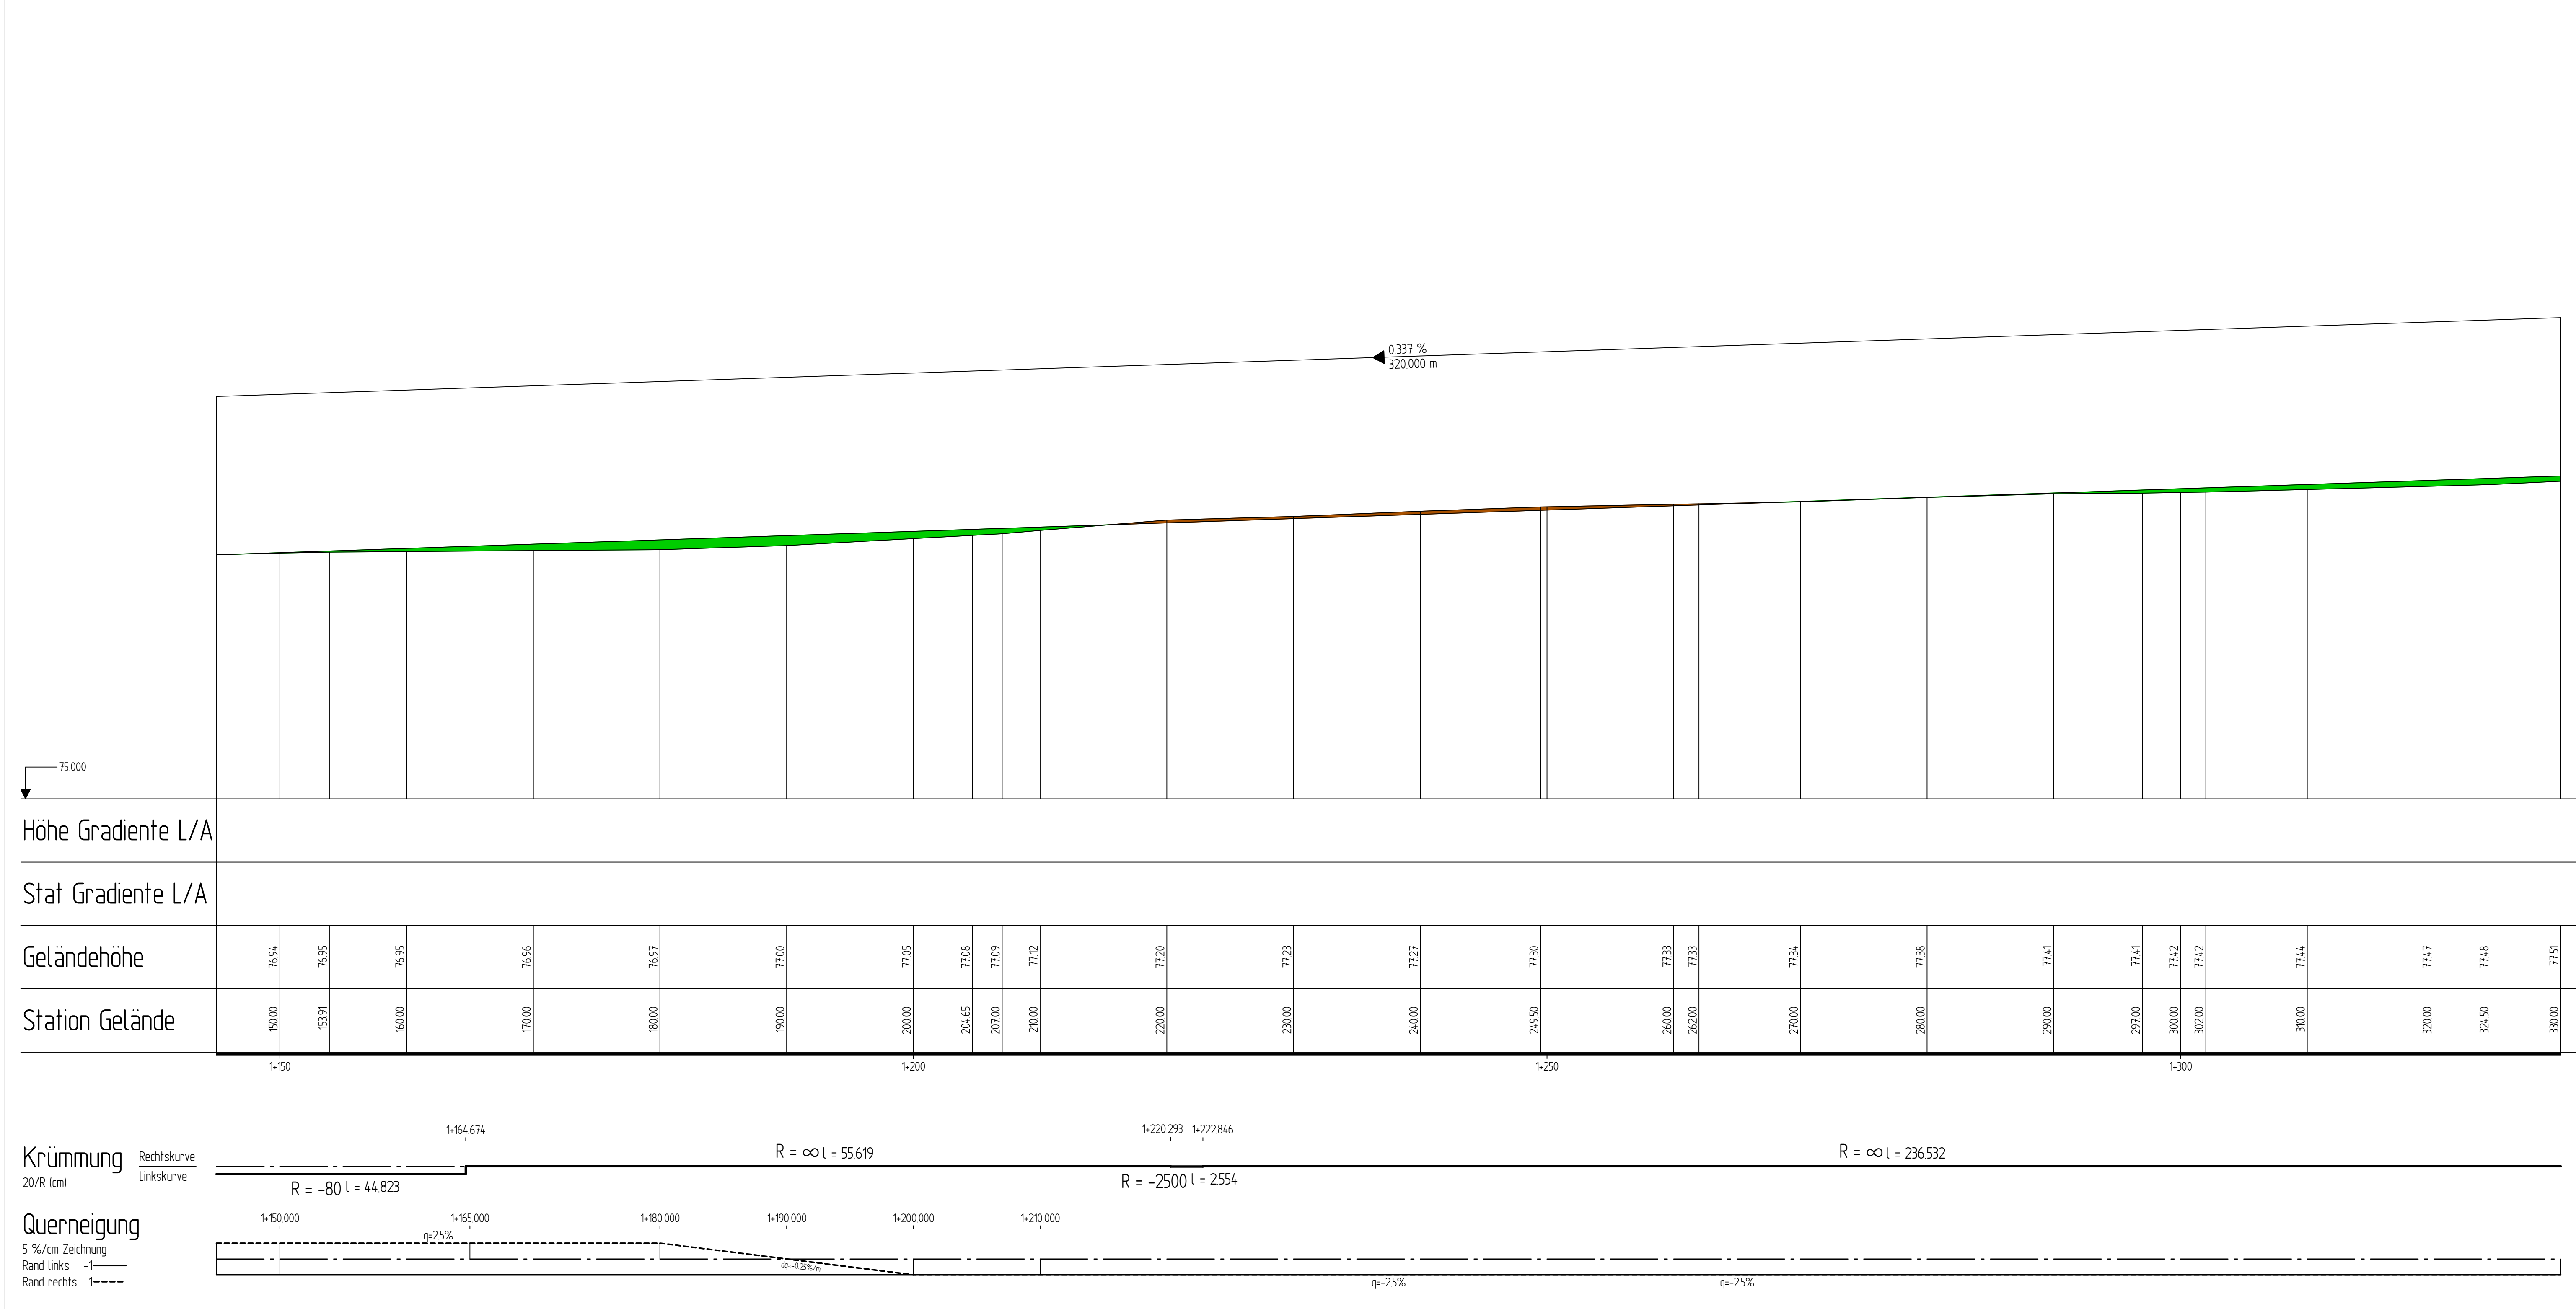 0.337 %
320.000 m
75.000
Höhe Gradiente L/A
Stat Gradiente L/A
Geländehöhe 76.94 76.95 76.95 76.96 76.97 77.00 77.05 77.08 77.09 77.12 77.20 77.23 77.27 77.30 77.33 77.33 77.34 77.38 77.41 77.41 77.42 77.42 77.44 77.47 77.48 77.51
Station Gelände 150.00 153.91 160.00 170.00 180.00 190.00 200.00 204.65 207.00 210.00 220.00 230.00 240.00 249.50 260.00 262.00 270.00 280.00 290.00 297.00 300.00 302.00 310.00 320.00 324.50 330.00
1+150 1+200 1+250 1+300
1+164.674 1+220.293 1+222.846
Krümmung Rechtskurve R = ∞ l = 55.619 R = ∞ l = 236.532
Linkskurve
20/R (cm) R = -80 l = 44.823 R = -2500 l = 2.554
Querneigung 1+150.000 1+165.000 1+180.000 1+190.000 1+200.000 1+210.000
q=2.5%
5 %/cm Zeichnung
Rand links -1 dq=-0.25%/m
Rand rechts 1 q=-2.5% q=-2.5%